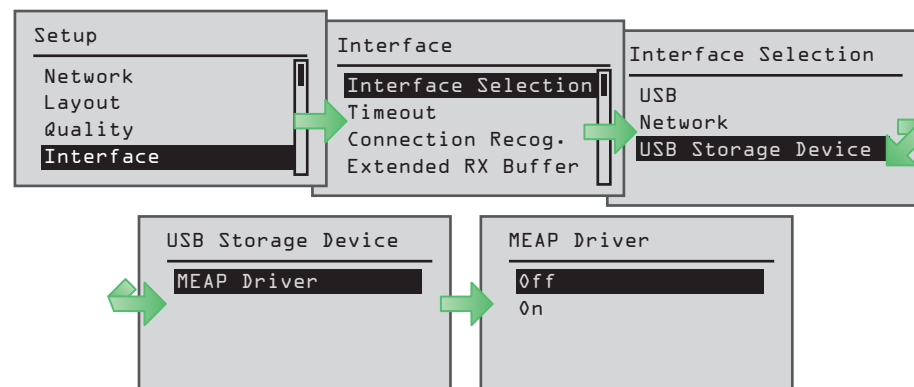 Setup
Network
Layout
Quality
Interface
Interface
Interface Selection
Timeout
Connection Recog.
Extended RX Buffer
Interface Selection
USB
Network
USB Storage Device
USB Storage Device
MEAP Driver
MEAP Driver
Off
On